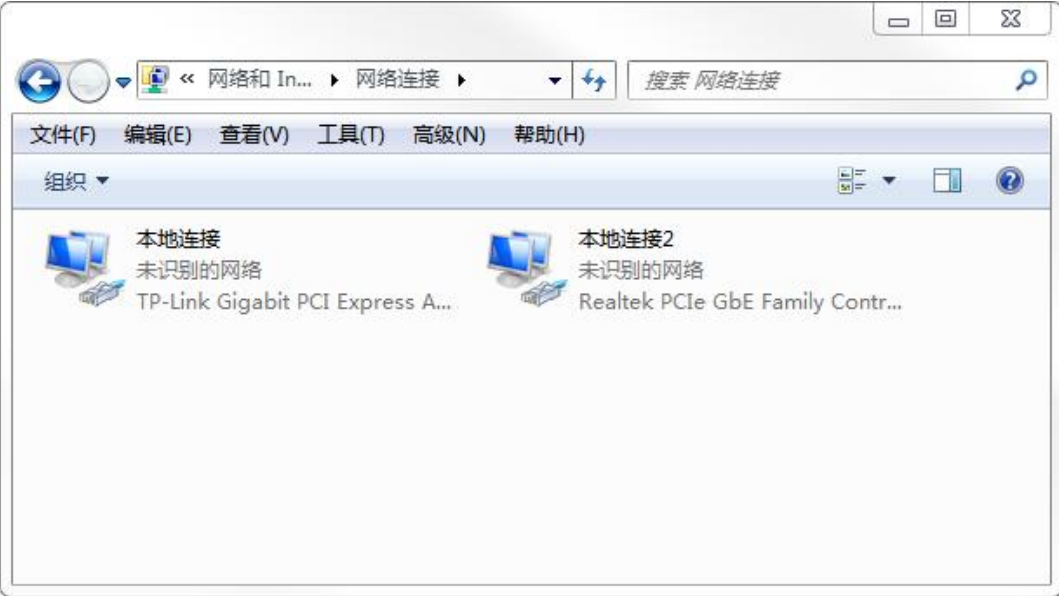 « 网络和 In... ▸ 网络连接 ▸
搜索 网络连接
文件(F) 编辑(E) 查看(V) 工具(T) 高级(N) 帮助(H)
组织
本地连接
未识别的网络
TP-Link Gigabit PCI Express A...
本地连接2
未识别的网络
Realtek PCIe GbE Family Contr...